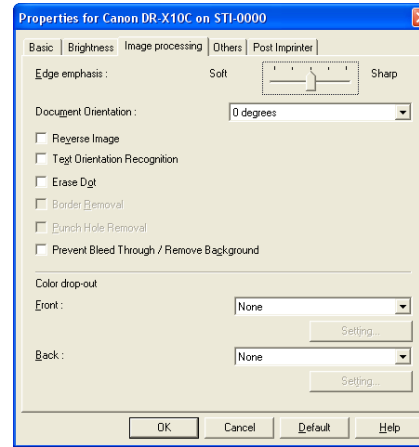 Properties for Canon DR-X10C on STI-0000
Basic Brightness Image processing Others Post Imprinter
Edge emphasis : Soft Sharp
Document Orientation : 0 degrees
Reverse Image
Text Orientation Recognition
Erase Dot
Border Removal
Punch Hole Removal
Prevent Bleed Through / Remove Background
Color drop-out
Front : None
Setting...
Back : None
Setting...
OK Cancel Default Help